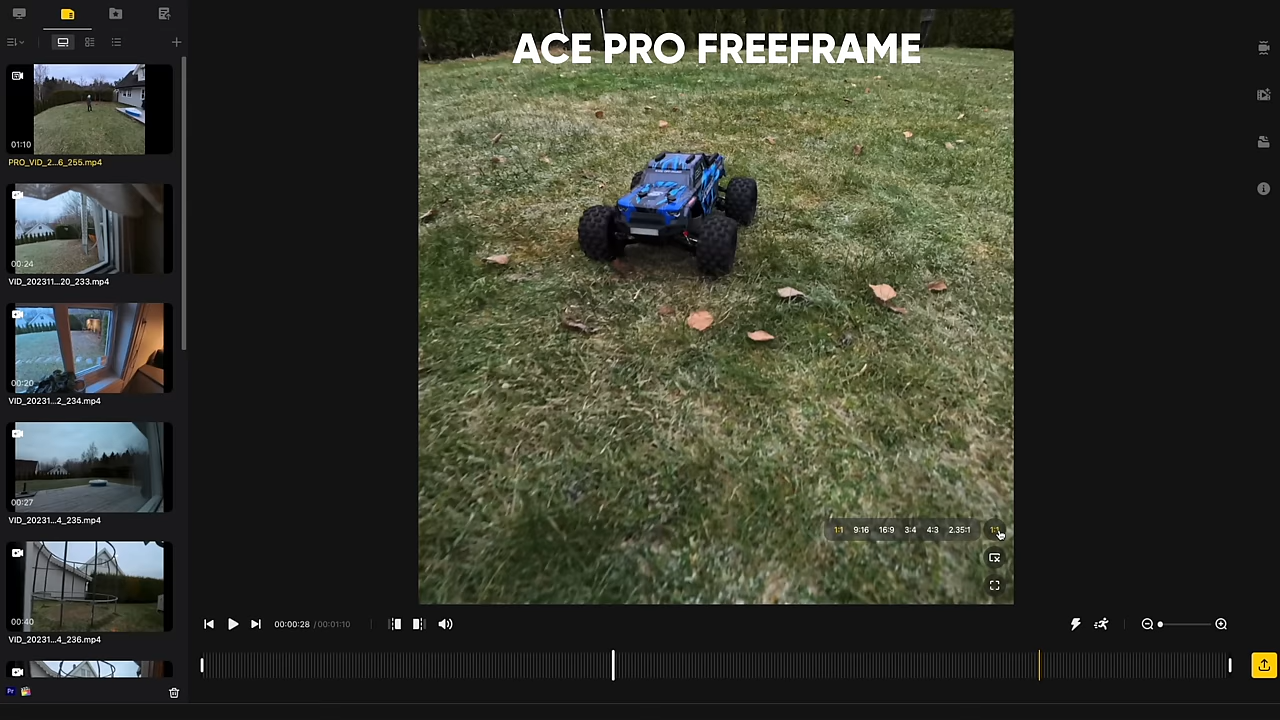 ACE PRO FREEFRAME
01:10
PRO_VID_2...6_255.mp4
00:24
VID_202311...20_233.mp4
00:20
VID_20231...2_234.mp4
00:27
VID_20231...4_235.mp4
00:40
VID_20231...4_236.mp4
1:1 9:16 16:9 3:4 4:3 2.35:1 1:1
00:00:28 / 00:01:10
Pr